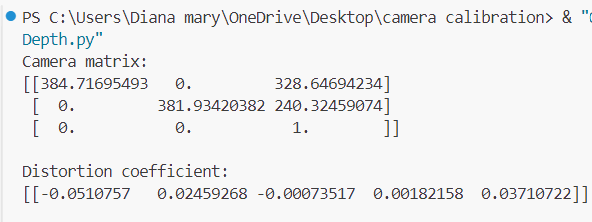 PS C:\Users\Diana mary\OneDrive\Desktop\camera calibration> & "
Depth.py"
Camera matrix:
[[384.71695493   0.         328.64694234]
 [  0.         381.93420382 240.32459074]
 [  0.           0.           1.        ]]
Distortion coefficient:
[[-0.0510757   0.02459268 -0.00073517  0.00182158  0.03710722]]